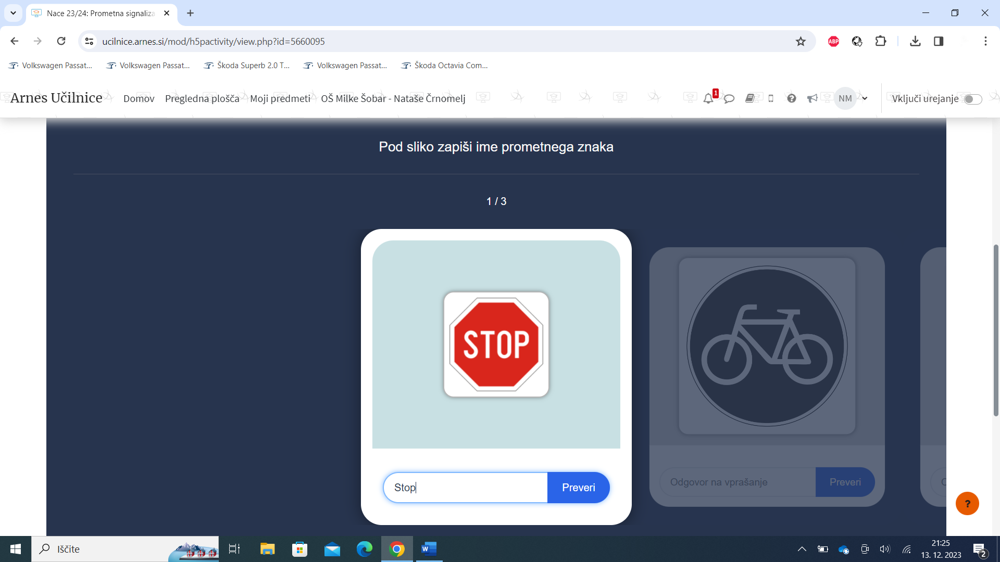 Nace 23/24: Prometna signaliza
ucilnice.arnes.si/mod/h5pactivity/view.php?id=5660095
ABP
Volkswagen Passat... Volkswagen Passat... Škoda Superb 2.0 T... Volkswagen Passat... Škoda Octavia Com...
Arnes Učilnice Domov Pregledna plošča Moji predmeti OŠ Milke Šobar - Nataše Črnomelj 1 NM Vključi urejanje
Pod sliko zapiši ime prometnega znaka
1 / 3
STOP
Stop Preveri
Odgovor na vprašanje Preveri
?
Iščite
W
21:25
13. 12. 2023
2